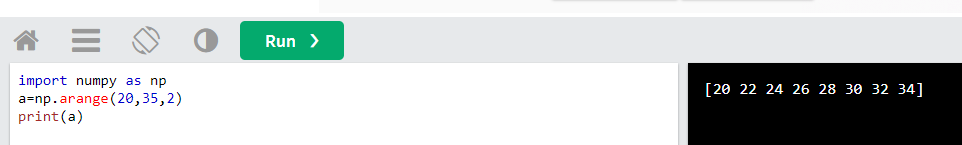 Run ❯
import numpy as np
a=np.arange(20,35,2)
print(a)
[20 22 24 26 28 30 32 34]